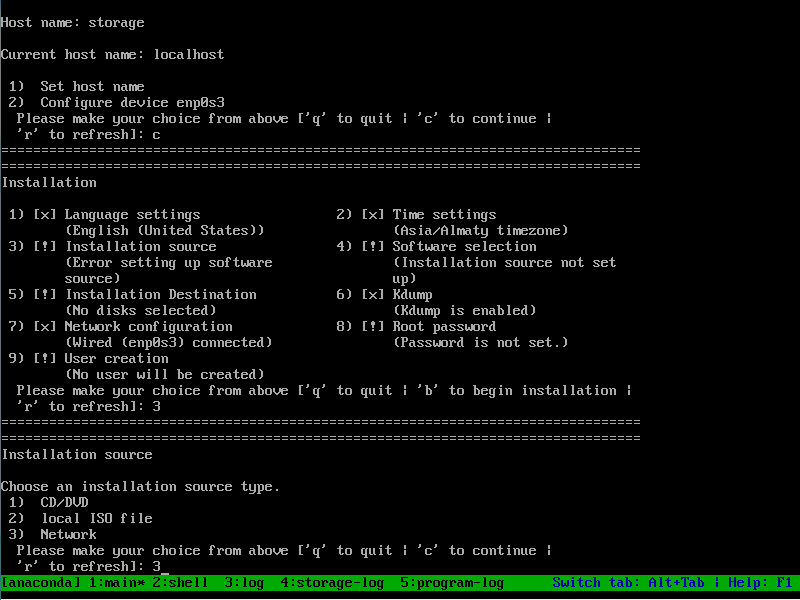 Host name: storage
Current host name: localhost
1) Set host name
2) Configure device enp0s3
Please make your choice from above ['q' to quit | 'c' to continue |
'r' to refresh]: c
================================================================================
================================================================================
Installation
1) [x] Language settings 2) [x] Time settings
(English (United States)) (Asia/Almaty timezone)
3) [!] Installation source 4) [!] Software selection
(Error setting up software (Installation source not set
source) up)
5) [!] Installation Destination 6) [x] Kdump
(No disks selected) (Kdump is enabled)
7) [x] Network configuration 8) [!] Root password
(Wired (enp0s3) connected) (Password is not set.)
9) [!] User creation
(No user will be created)
Please make your choice from above ['q' to quit | 'b' to begin installation |
'r' to refresh]: 3
================================================================================
================================================================================
Installation source
Choose an installation source type.
1) CD/DVD
2) local ISO file
3) Network
Please make your choice from above ['q' to quit | 'c' to continue |
'r' to refresh]: 3_
[anaconda] 1:main* 2:shell 3:log 4:storage-log 5:program-log Switch tab: Alt+Tab | Help: F1